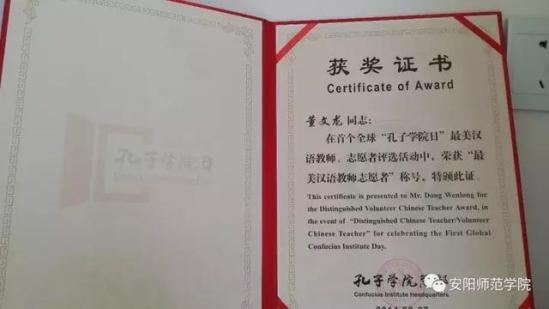 孔子学院日
获奖证书
Certificate of Award
董文龙同志：
在首个全球“孔子学院日”最美汉
语教师、志愿者评选活动中，荣获“最
美汉语教师志愿者”称号，特颁此证。
This certificate is presented to Mr. Dong Wenlong for
the Distinguished Volunteer Chinese Teacher Award, in
the event of "Distinguished Chinese Teacher/Volunteer
Chinese Teacher" for celebrating the First Global
Confucius Institute Day.
孔子学院总部
Confucius Institute Headquarters
安阳师范学院